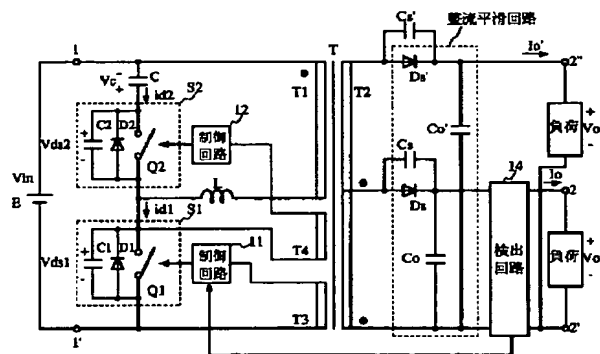 整流平滑回路
Cs'
1
T
Io'
2"
Vc
-
+
C
id2
S2
T1
T2
Ds'
12
+
-
C2
D2
制御
回路
Cs
Co'
負荷
+
Vo'
-
Vds2
Q2
14
Vin
L
Io
2
E
id1
S1
Ds
+
-
C1
D1
11
検出
回路
負荷
+
Vo
-
Vds1
制御
回路
T4
Co
Q1
T3
1'
2'